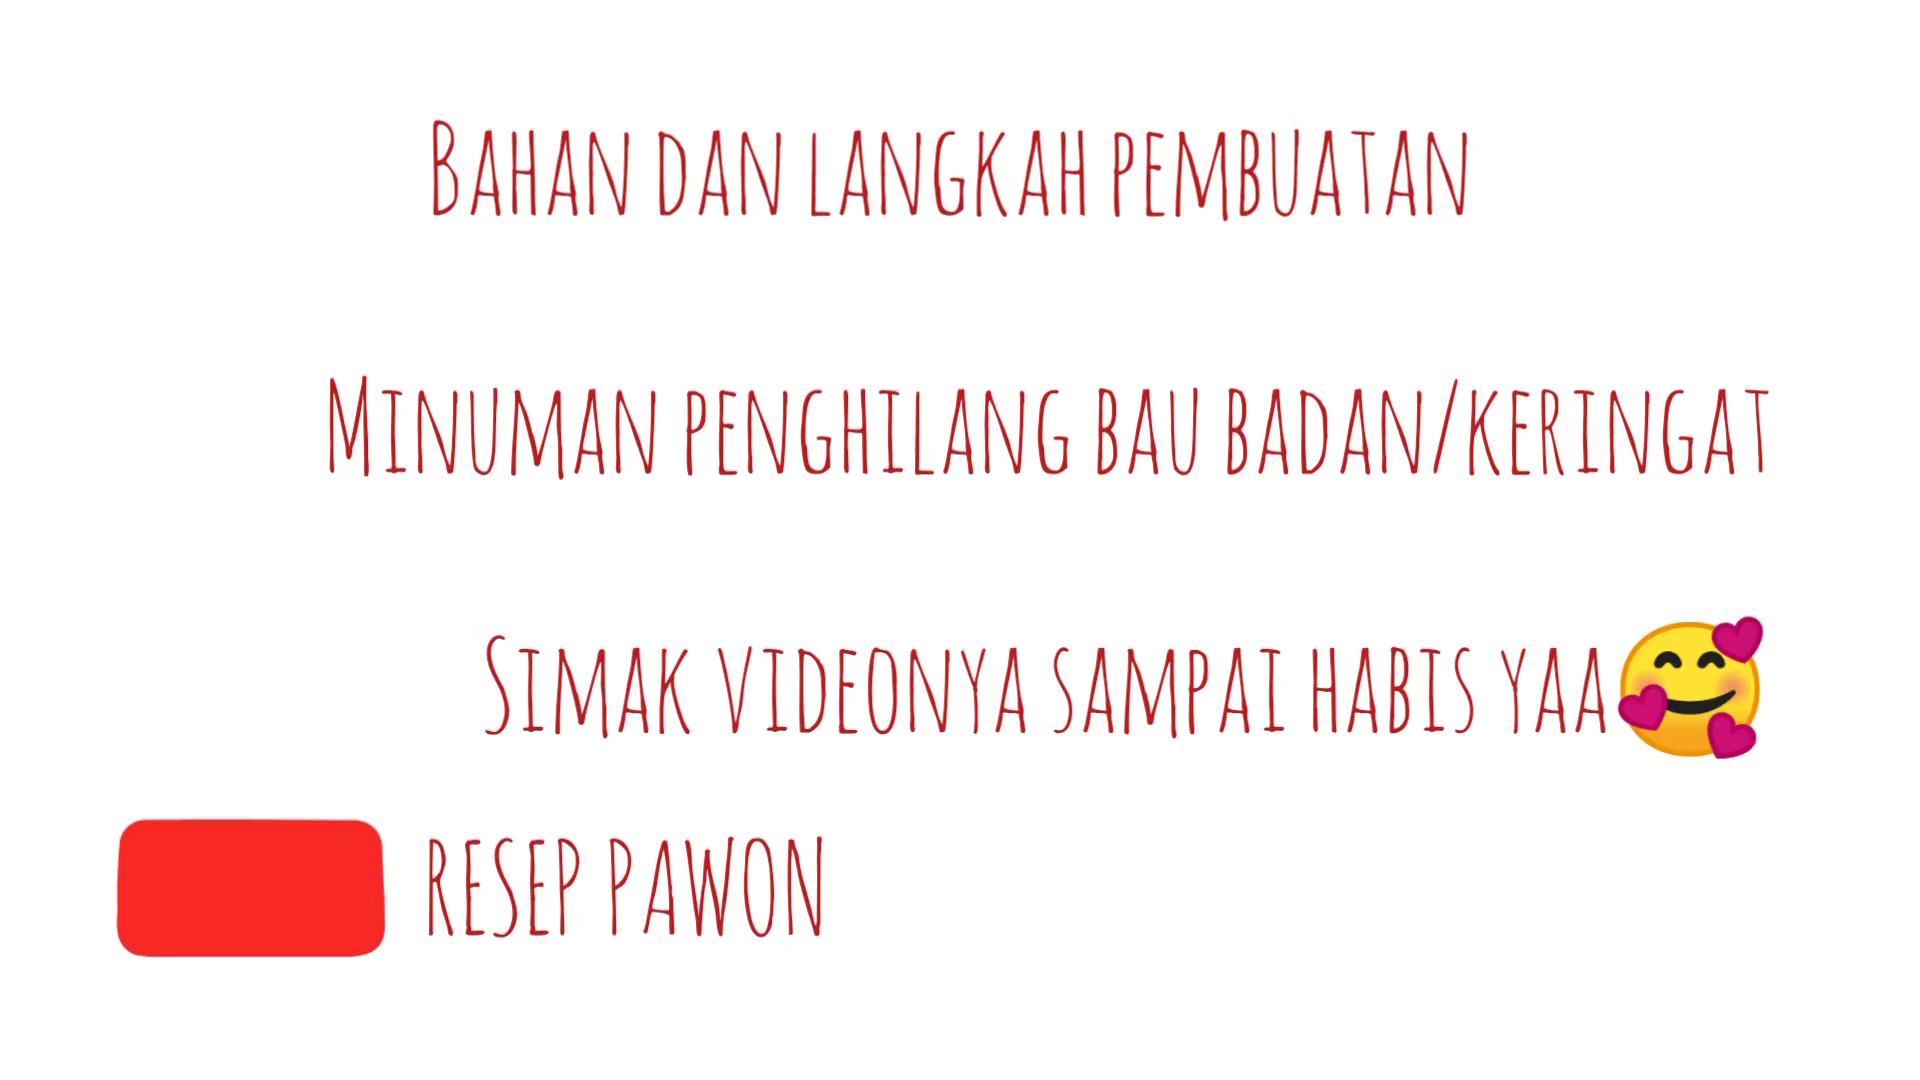 Bahan dan langkah pembuatan
Minuman penghilang bau badan/keringat
Simak videonya sampai habis yaa🥰
RESEP PAWON